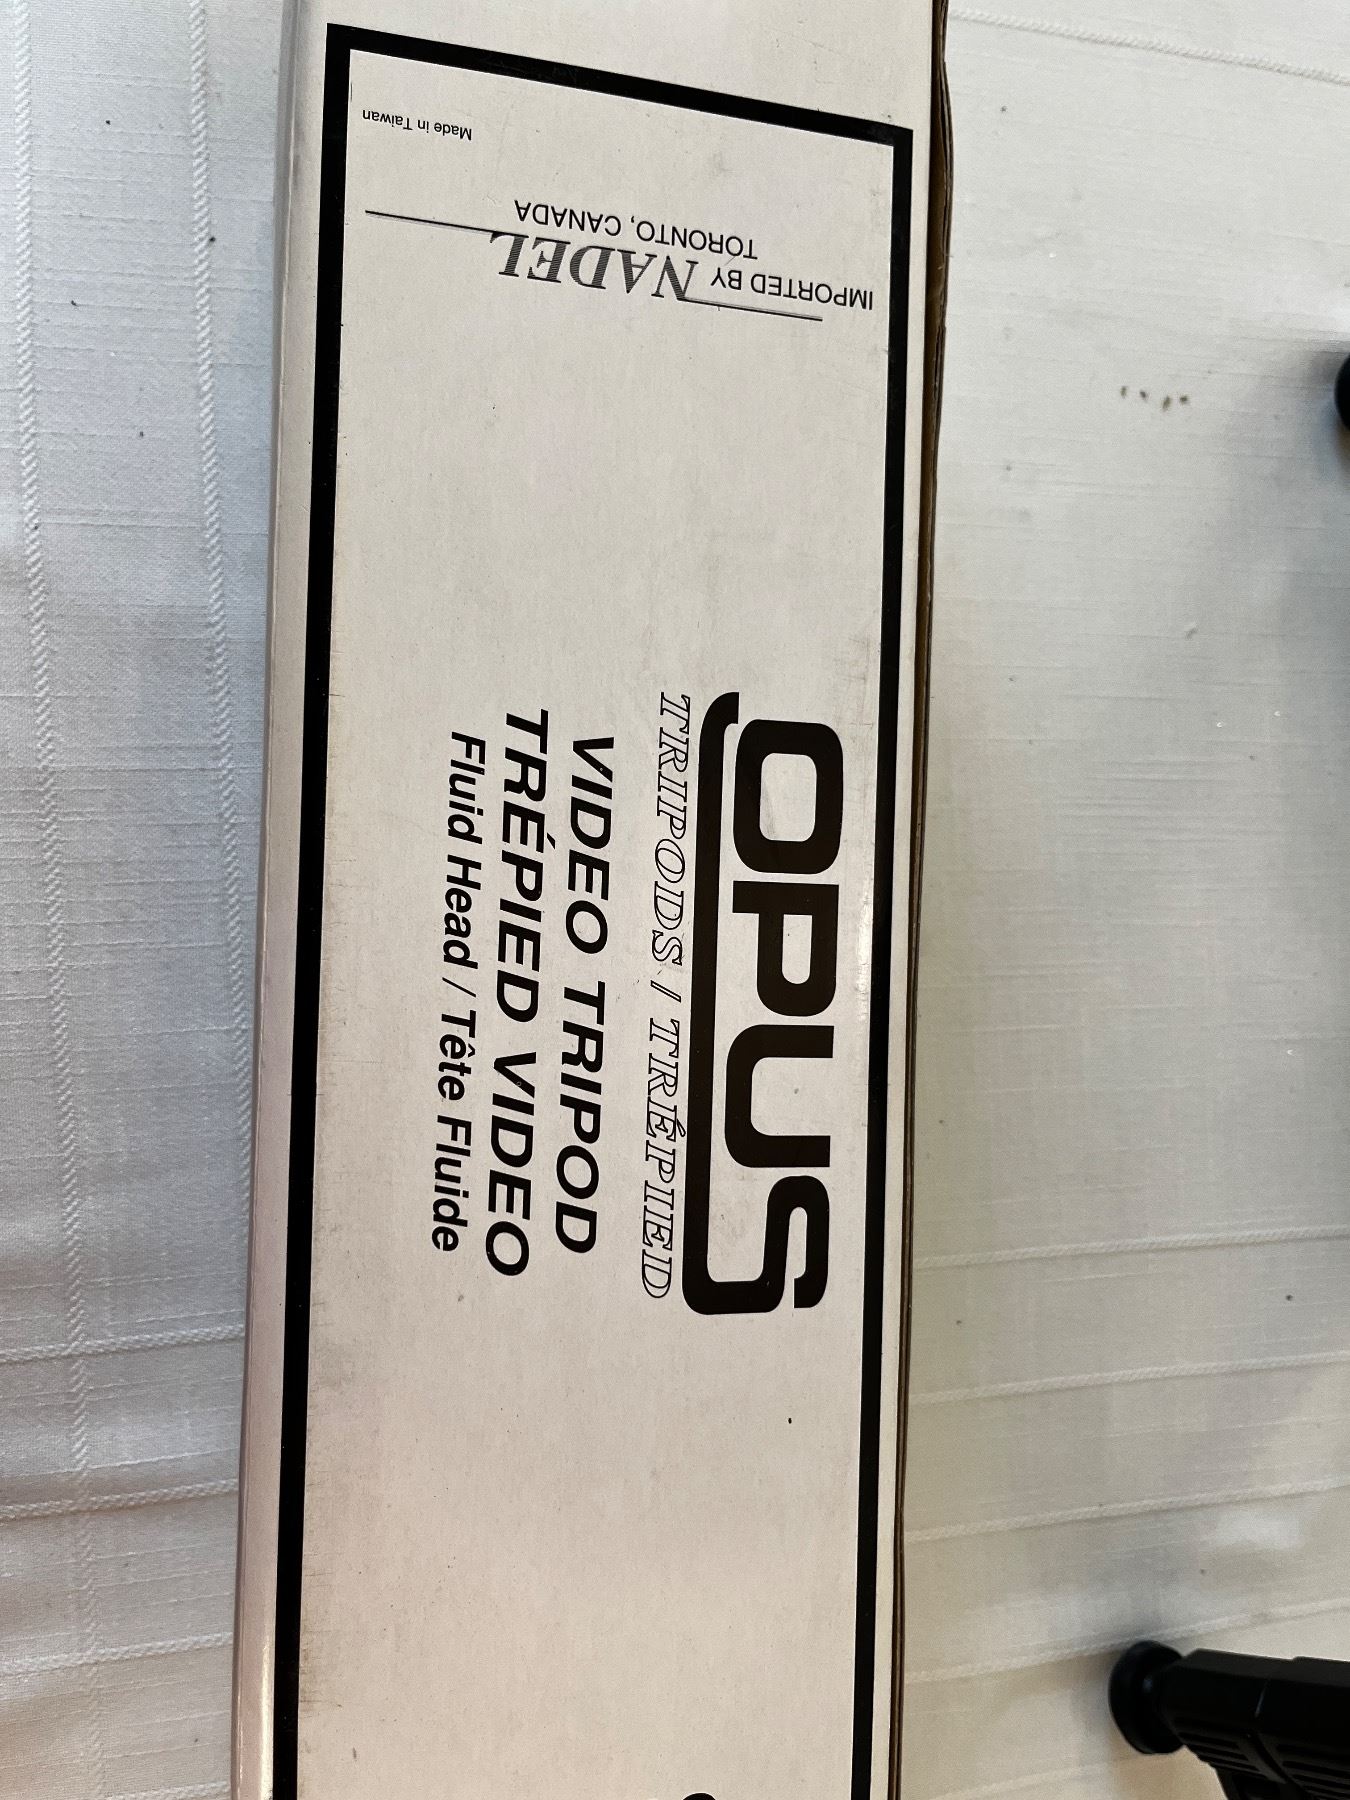 OPUS
TRIPODS / TRÉPIED
VIDEO TRIPOD
TRÉPIED VIDEO
Fluid Head / Tête Fluide
IMPORTED BY NADEL
TORONTO, CANADA
Made in Taiwan